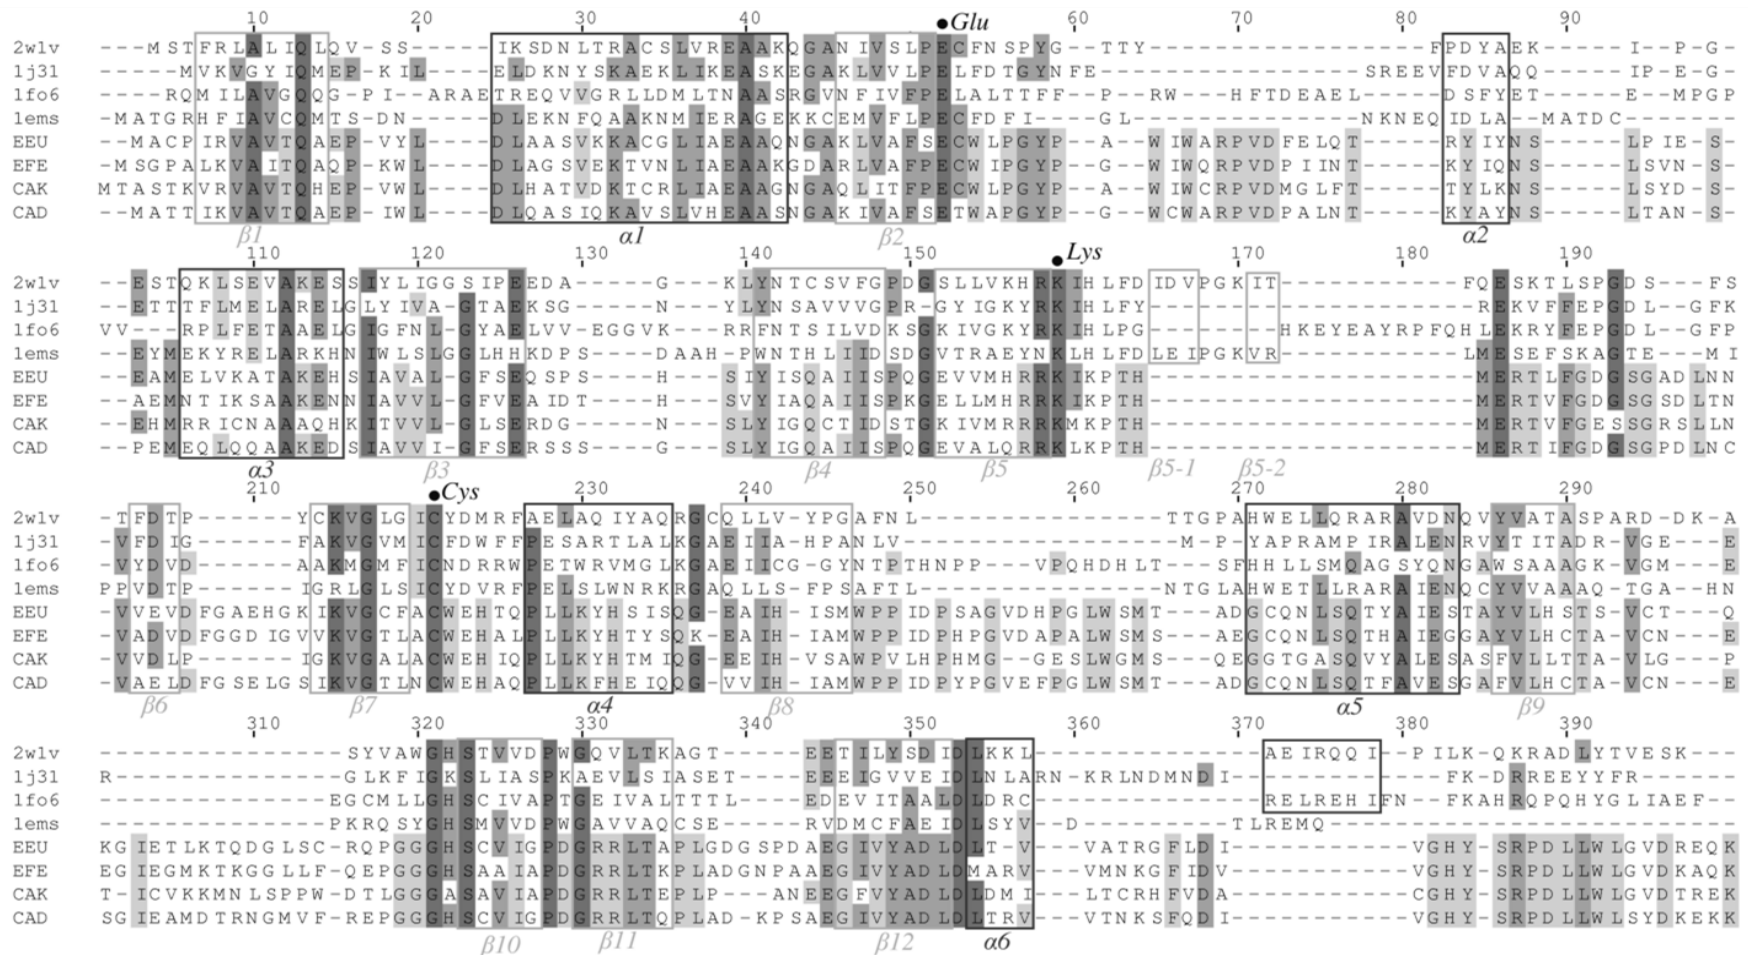 10 20 30 40 ●Glu 60 70 80 90
2w1v ---MSTFRLALIQLQV-SS-----IKSDNLTRACSLVREAAKQGANIVSLPECFNSPYG--TTY-----------------FPDYAEK-----I--P-G-
1j31 -----MVKVGYIQMEP-KIL----ELDKNYSKAEKLIKEASKEGAKLVVLPELFDTGYNFE----------------SREEVFDVAQQ-----IP-E-G-
1fo6 ----RQMILAVGQQG-PI--ARAETREQVVGRLLDMLTNAASRGVNFIVFPELALTTFF--P--RW---HFTDEAEL-----DSFYET-----E--MPGP
1ems -MATGRHFIAVCQMTS-DN-----DLEKNFQAAKNMIERAGEKKCEMVFLPECFDFI---GL--------------NKNEQIDLA--MATDC-------
EEU ---MACPIRVAVTQAEP-VYL----DLAASVKKACGLIAEAAQNGAKLVAFSECWLPGYP--A--WIWARPVDFELQT-----RYIYNS-----LPIE-S-
EFE -MSGPALKVAITQAQP-KWL----DLAGSVEKTVNLIAEAAKGDARLVAFPECWIPGYP--A--WIWQRPVDPIINT-----KYIQNS-----LSVN-S-
CAK MTASTKVRVAVTQHEP-VWL----DLHATVDKTCRLIAEAAGNGAQLITFPECWLPGYP--A--WIWCRPVDMGLFT-----TYLKNS-----LSYD-S-
CAD --MATTIKVAVTQAEP-IWL----DLQASIQKAVSLVHEAASNGAKIVAFSETWAPGYP--G--WCWARPVDPALNT-----KYAYNS-----LTAN-S-
β1 α1 β2 α2
110 120 130 140 150 ●Lys 170 180 190
2w1v --ESTQKLSEVAKESSIYLIGGSIPEEDA-----G---KLYNTCSVFGPDGSLLVKHRKIHLFDIDVPGKIT-----------FQESKTLSPGDS---FS
1j31 --ETTTFLMELARELGLYIVA-GTAEKSG-----N---YLYNSAVVVGPR-GYIGKYRKIHLFY--------------------REKVFFEPGDL--GFK
1fo6 VV---RPLFETAAELGIGFNL-GYAELVV-EGGVK---RRFNTSILVDKSGKIVGKYRKIHLPG--------HKEYEAYRPFQHLEKRYFEPGDL--GFP
1ems --EYMEKYRELARKHNIWLSLGGLHHKDPS----DAAH-PWNTHLIIDSDGVTRAEYNKLHLFDLEIPGKVR-----------LMESEFSKAGTE---MI
EEU --EAMELVKATAKEHSIAVAL-GFSEQSPS----H---SIYISQAIISPQGEVVMHRRKIKPTH--------------------MERTLFGDGSGADLNN
EFE --AEMNTIKSAAKENNIAVVL-GFVEAIDT----H---SVYIAQAIISPKGELLMHRRKIKPTH--------------------MERTVFGDGSGSDLTN
CAK --EHMRRICNAAAQHKITVVL-GLSERDG-----N---SLYIGQCTIDSTGKIVMRRRKMKPTH--------------------MERTVFGESSGRSLLN
CAD --PEMEQLQQAAKEDSIAVVI-GFSERSSS----G---SLYIGQAIISPQGEVALQRRKLKPTH--------------------MERTIFGDGSGPDLNC
α3 β3 β4 β5 β5-1 β5-2
210 ●Cys 230 240 250 260 270 280 290
2w1v -TFDTP------YCKVGLGICYDMRFAELAQIYAQRGCQLLV-YPGAFNL---------------TTGPAHWELLQRARAVDNQVYVATASPARD-DK-A
1j31 -VFDIG------FAKVGVMICFDWFFPESARTLALKGAEIIA-HPANLV----------------M-P-YAPRAMPIRALENRVYTITADR-VGE---E
1fo6 -VYDVD------AAKMGMFICNDRRWPETWRVMGLKGAEIICG-GYNTPTHNPP---VPQHDHLT---SFHHLLSMQAGSYQNGAWSAAAGK-VGM---E
1ems PPVDTP------IGRLGLSICYDVRFPELSLWNRKRGAQLLS-FPSAFT---------------NTGLAHWETLLRARAIENQCYVVAAAQ-TGA--HN
EEU -VVEVDFGAEHGKIKVGCFACWEHTQPLLKYHSISQG-EAIH-ISMWPPIDPSAGVDHPGLWSMT--ADGCQNLSQTYAIESTAYVLHSTS-VCT---Q
EFE -VADVDFGGDIGVVKVGTLACWEHALPLLKYHTYSQK-EAIH-IAMWPPIDPHPGVDAPALWSMS--AEGCQNLSQTHAIEGGAYVLHCTA-VCN---E
CAK -VVDLP------IGKVGALACWEHIQPLLKYHTMIQG-EEIH-VSAWPVLHPHMG--GESLWGMS--QEGGTGASQVYALESASFVLLTTA-VLG---P
CAD -VAELDFGSELGSIKVGTLNCWEHAQPLLKFHEIQQG-VVIH-IAMWPPIDPYPGVEFPGLWSMT--ADGCQNLSQTFAVESGAFVLHCTA-VCN---E
β6 β7 α4 β8 α5 β9
310 320 330 340 350 360 370 380 390
2w1v ---------------SYVAWGHSTVVDPWGQVLTKAGT-----EETILYSDIDLKKL--------------AEIRQQI--PILK-QKRADLYTVESK---
1j31 R--------------GLKFIGKSLIASPKAEVLSIASET----EEEIGVVEIDLNLARN-KRLNDMNDI-------------FK-DRREEYYFR------
1fo6 --------------EGCMLLGHSCIVAPTGEIVALTTTL----EDEVITAALDLDRC--------------RELREHIFN--FKAHRQPQHYGLIAEF--
1ems --------------PKRQSYGHSMVVDPWGAVVAQCSE-----RVDMCFAEIDLSYV--D---------TLREMQ-------------------------
EEU KGIETLKTQDGLSC-RQPGGGHSCVIGPDGRRLTAPLGDGSPDAEGIVYADLDLT-V---VATRGFLDI-----------VGHY-SRPDLLWLGVDREQK
EFE EGIEGMKTKGGLLF-QEPGGGHSAAIAPDGRRLTKPLADGNPAAEGIVYADLDMARV---VMNKGFIDV-----------VGHY-SRPDLLWLGVDKAQK
CAK T-ICVKKMNLSPPW-DTLGGGASAVIAPDGRRLTEPLP---ANEEGFVYADLDLDMI---LTCRHFVDA-----------CGHY-SRPDLLWLGVDTREK
CAD SGIEAMDTRNGMVF-REPGGGHSCVIGPDGRRLTQPLAD-KPSAEGIVYADLDLTRV---VTNKSFQDI-----------VGHY-SRPDLLWLSYDKEKK
β10 β11 β12 α6